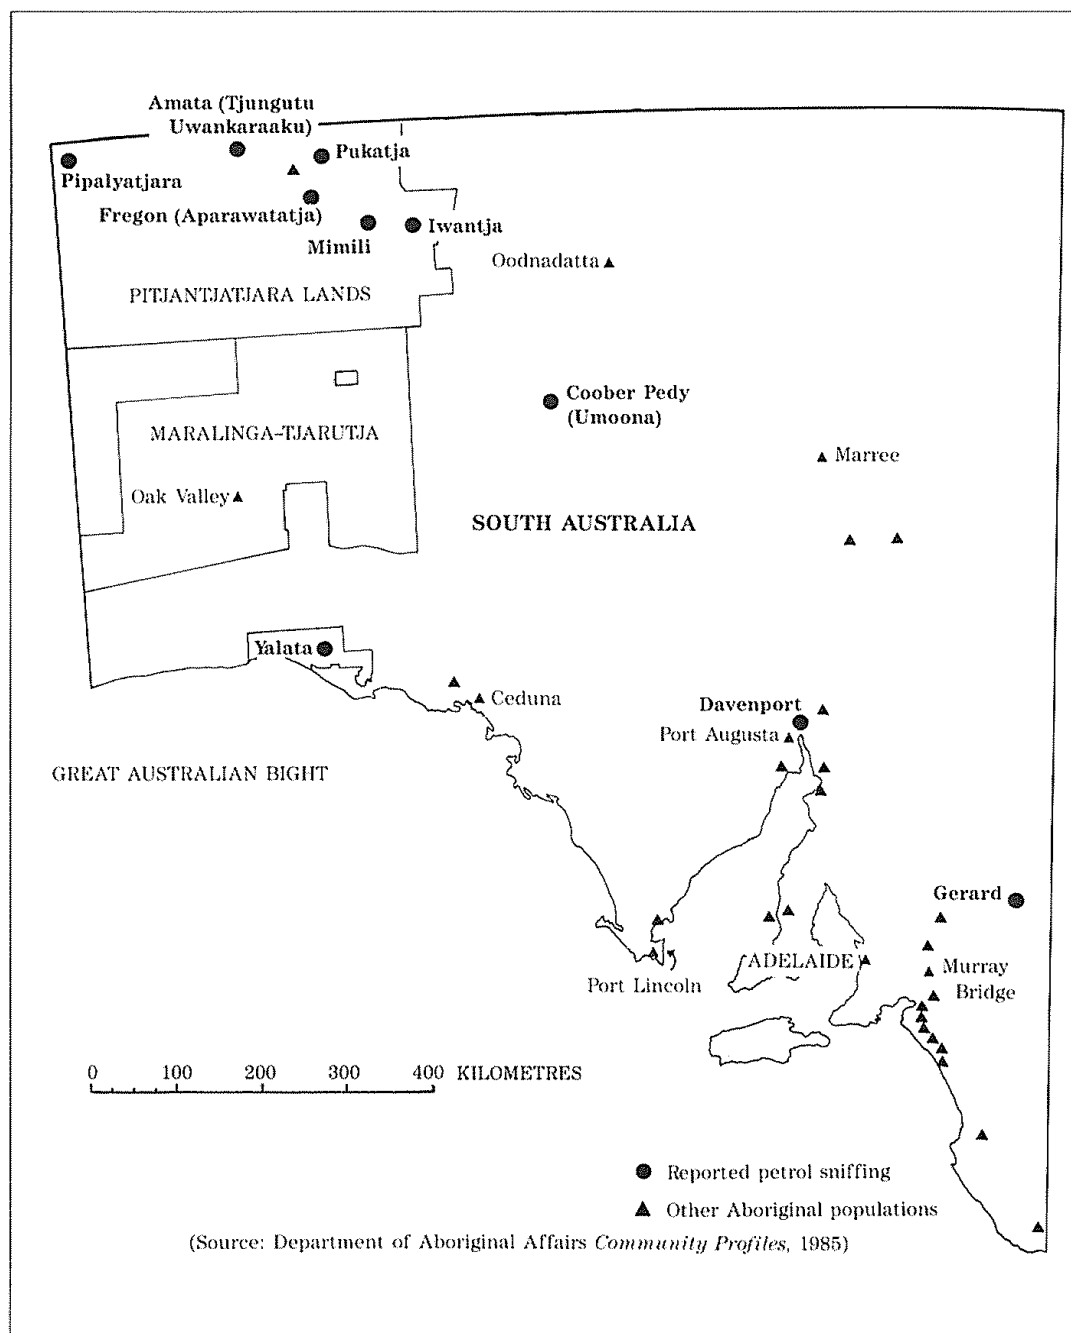 Amata (Tjungutu
Uwankaraaku)
Pukatja
Pipalyatjara
Fregon (Aparawatatja)
Iwantja
Mimili
Oodnadatta
PITJANTJATJARA LANDS
Coober Pedy
(Umoona)
MARALINGA-TJARUTJA
Marree
Oak Valley
SOUTH AUSTRALIA
Yalata
Ceduna
Davenport
Port Augusta
GREAT AUSTRALIAN BIGHT
Gerard
ADELAIDE
Murray
Bridge
Port Lincoln
0 100 200 300 400 KILOMETRES
Reported petrol sniffing
Other Aboriginal populations
(Source: Department of Aboriginal Affairs Community Profiles, 1985)